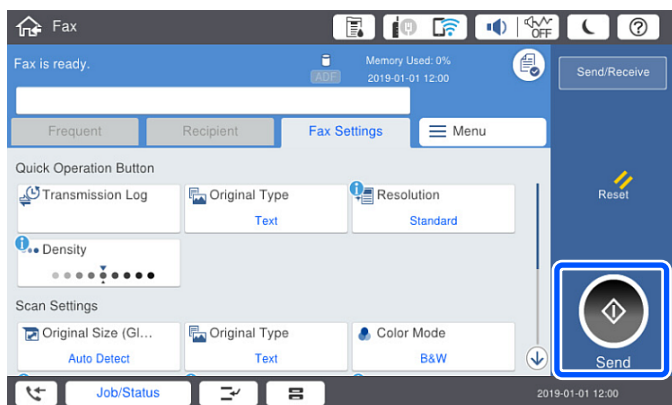 Fax
OFF
Fax is ready.
ADF
Memory Used: 0%
2019-01-01 12:00
Send/Receive
Frequent
Recipient
Fax Settings
Menu
Quick Operation Button
Transmission Log
Original Type
Text
Resolution
Standard
Reset
Density
Scan Settings
Original Size (Gl...
Auto Detect
Original Type
Text
Color Mode
B&W
Send
Job/Status
2019-01-01 12:00